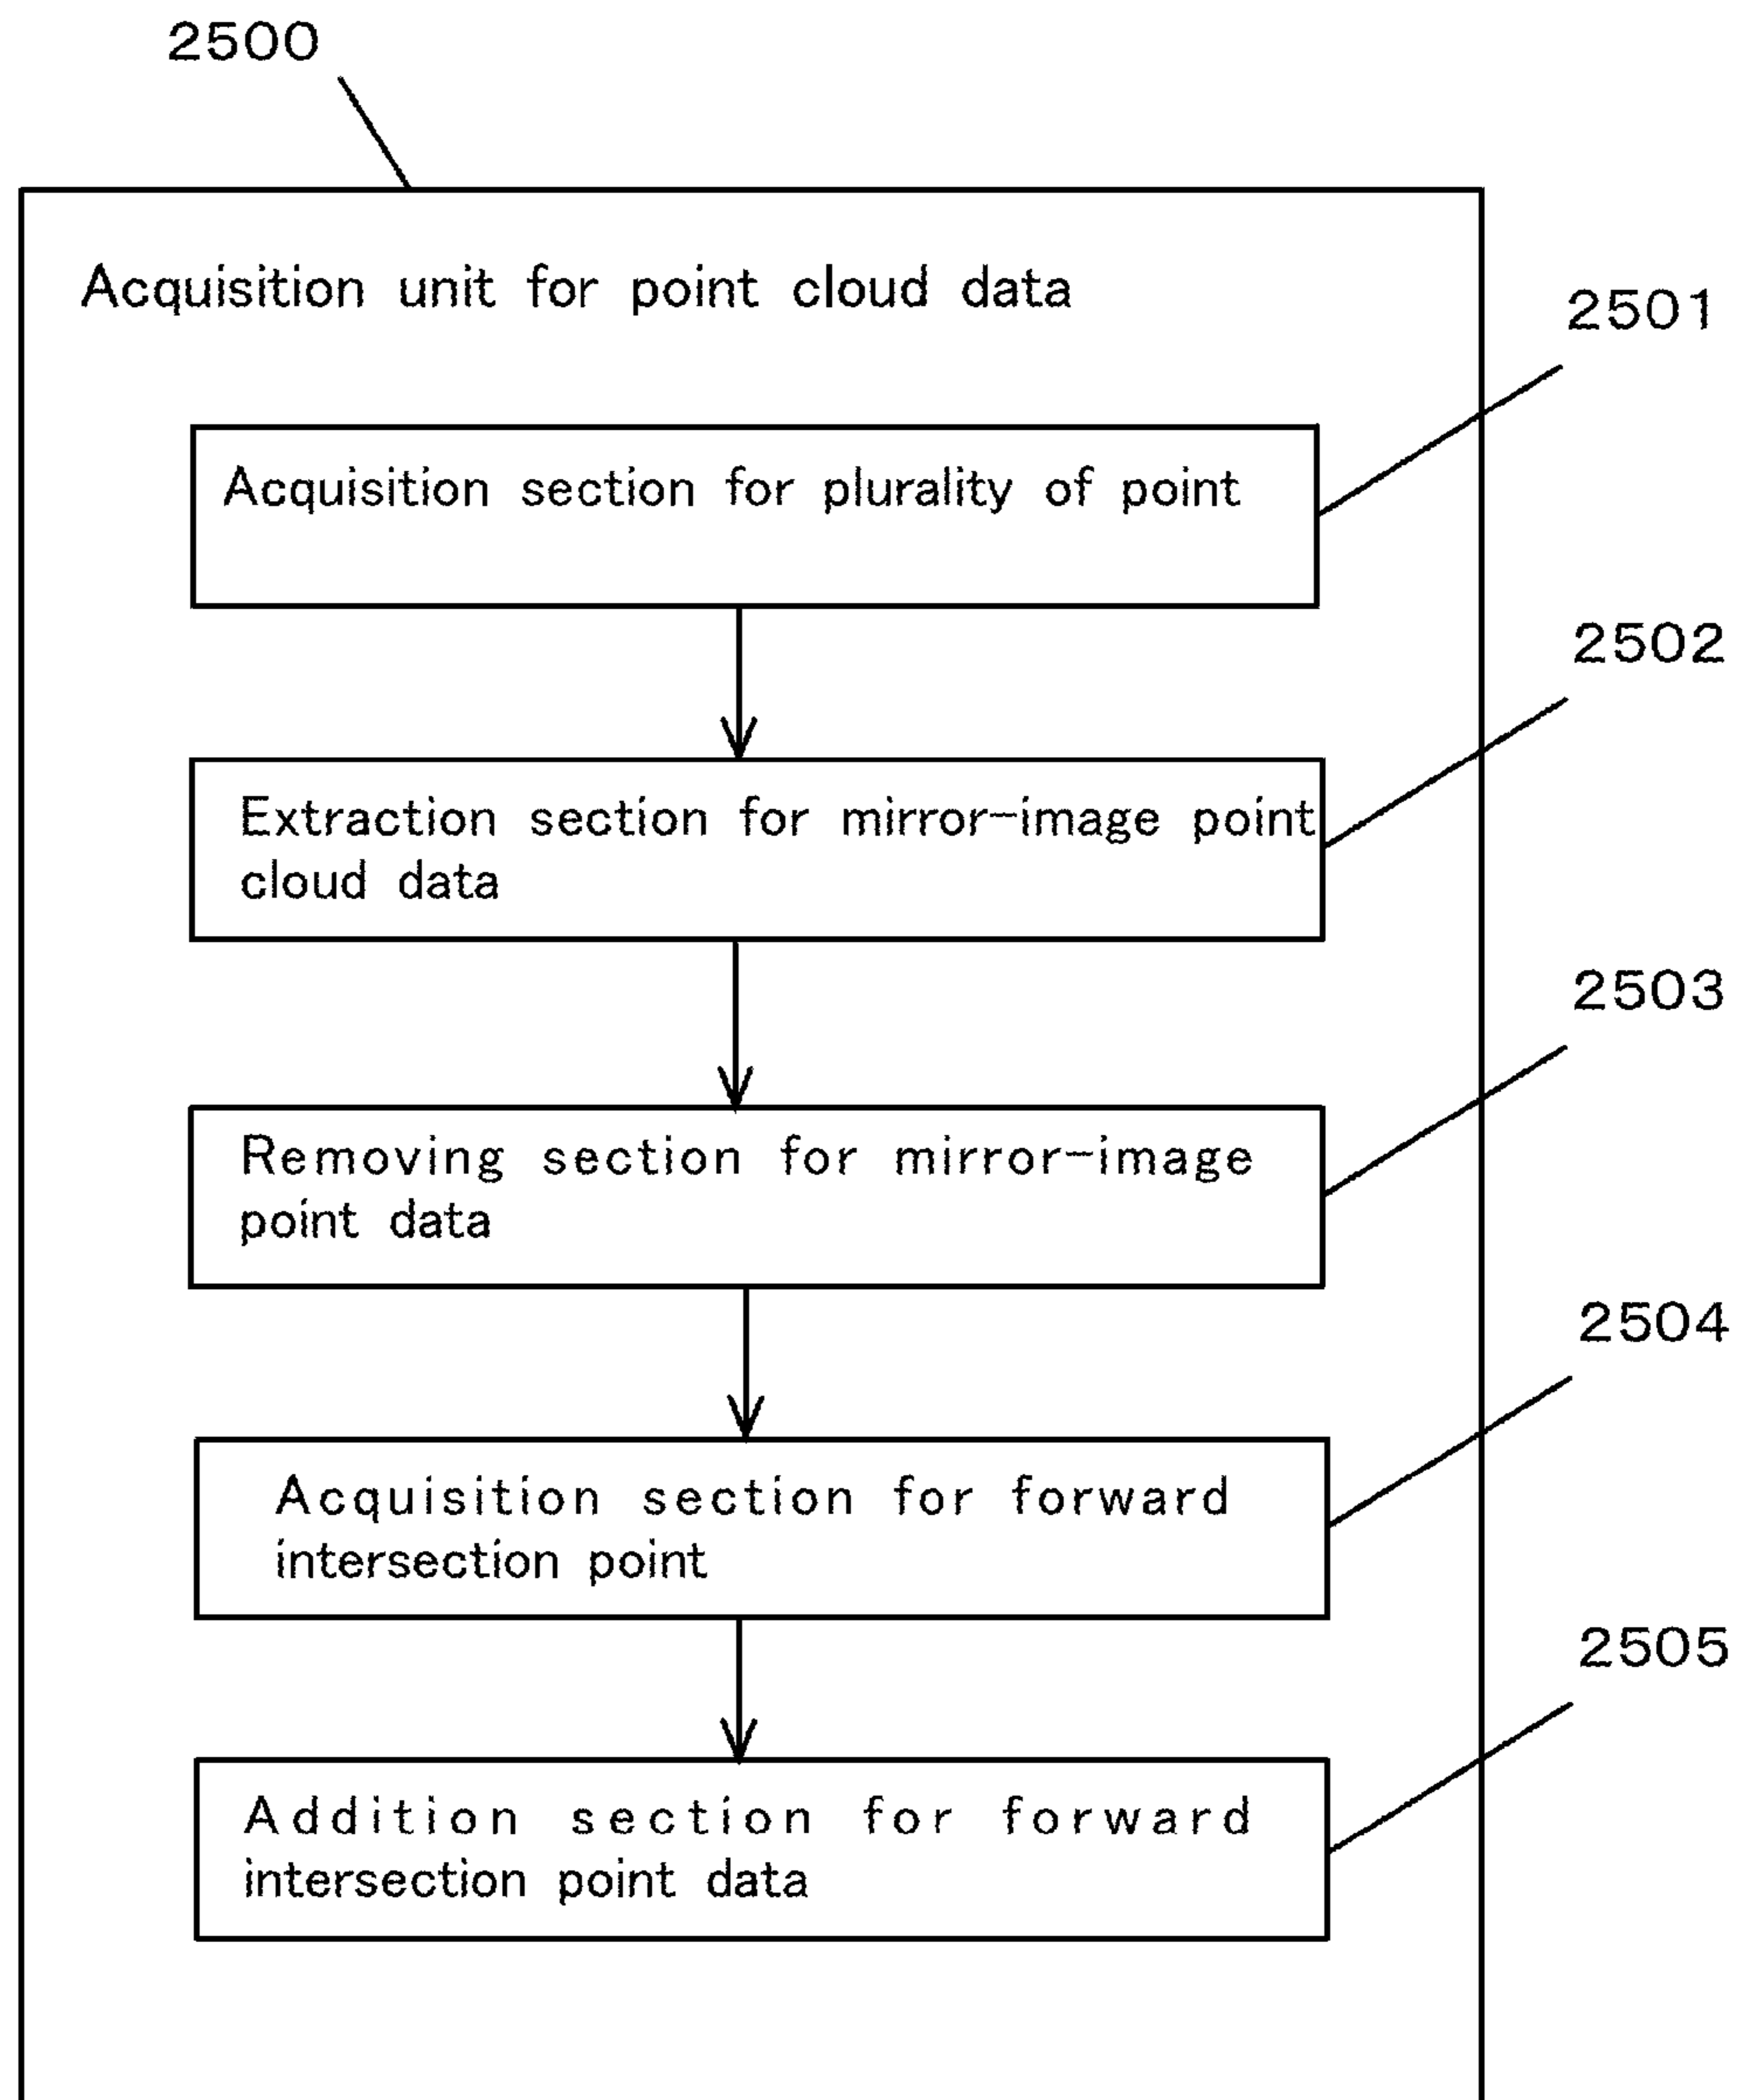 2500
Acquisition unit for point cloud data
2501
Acquisition section for plurality of point
2502
Extraction section for mirror-image point
cloud data
2503
Removing section for mirror-image
point data
2504
Acquisition section for forward
intersection point
2505
Addition section for forward
intersection point data